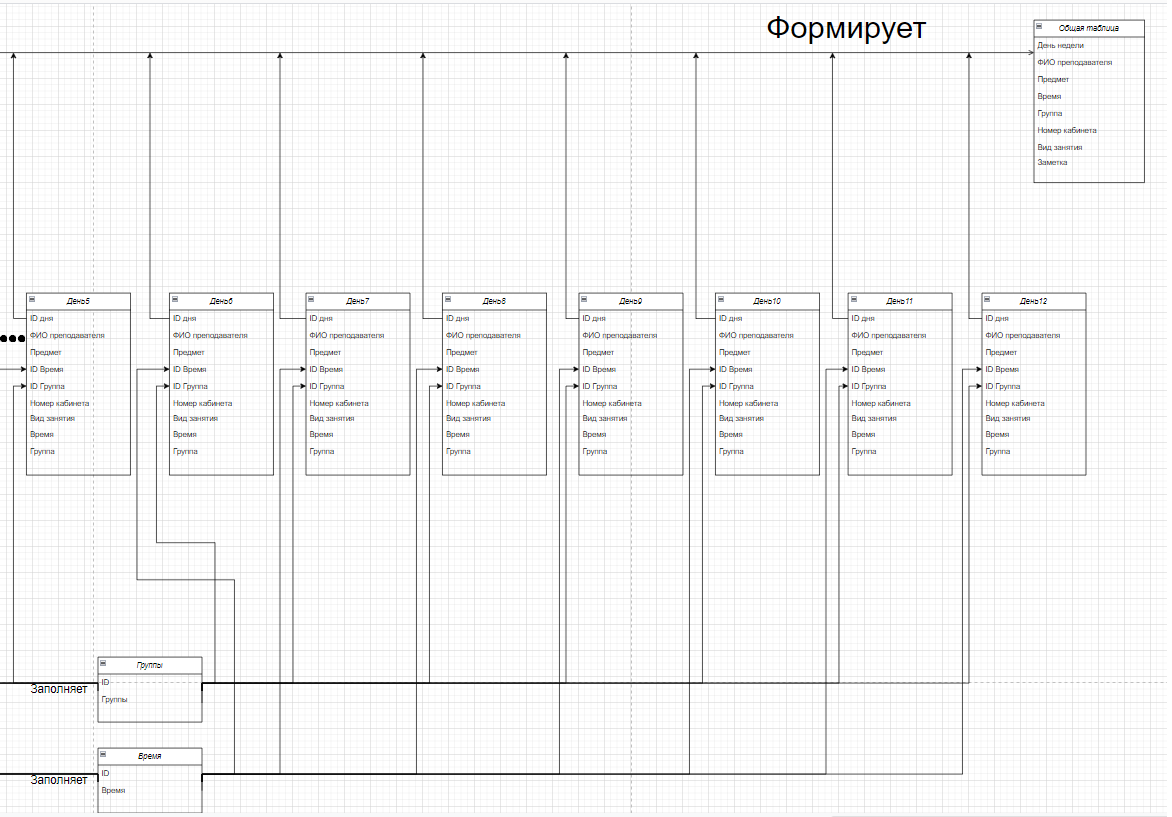 Формирует
Общая таблица
День недели
ФИО преподавателя
Предмет
Время
Группа
Номер кабинета
Вид занятия
Заметка
День5
ID дня
ФИО преподавателя
Предмет
ID Время
ID Группа
Номер кабинета
Вид занятия
Время
Группа
День6
ID дня
ФИО преподавателя
Предмет
ID Время
ID Группа
Номер кабинета
Вид занятия
Время
Группа
День7
ID дня
ФИО преподавателя
Предмет
ID Время
ID Группа
Номер кабинета
Вид занятия
Время
Группа
День8
ID дня
ФИО преподавателя
Предмет
ID Время
ID Группа
Номер кабинета
Вид занятия
Время
Группа
День9
ID дня
ФИО преподавателя
Предмет
ID Время
ID Группа
Номер кабинета
Вид занятия
Время
Группа
День10
ID дня
ФИО преподавателя
Предмет
ID Время
ID Группа
Номер кабинета
Вид занятия
Время
Группа
День11
ID дня
ФИО преподавателя
Предмет
ID Время
ID Группа
Номер кабинета
Вид занятия
Время
Группа
День12
ID дня
ФИО преподавателя
Предмет
ID Время
ID Группа
Номер кабинета
Вид занятия
Время
Группа
Заполняет
Группы
ID
Группы
Заполняет
Время
ID
Время